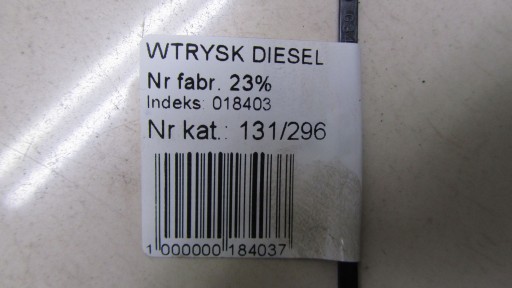 WTRYSK DIESEL
Nr fabr. 23%
Indeks: 018403
Nr kat.: 131/296
1 000000 184037